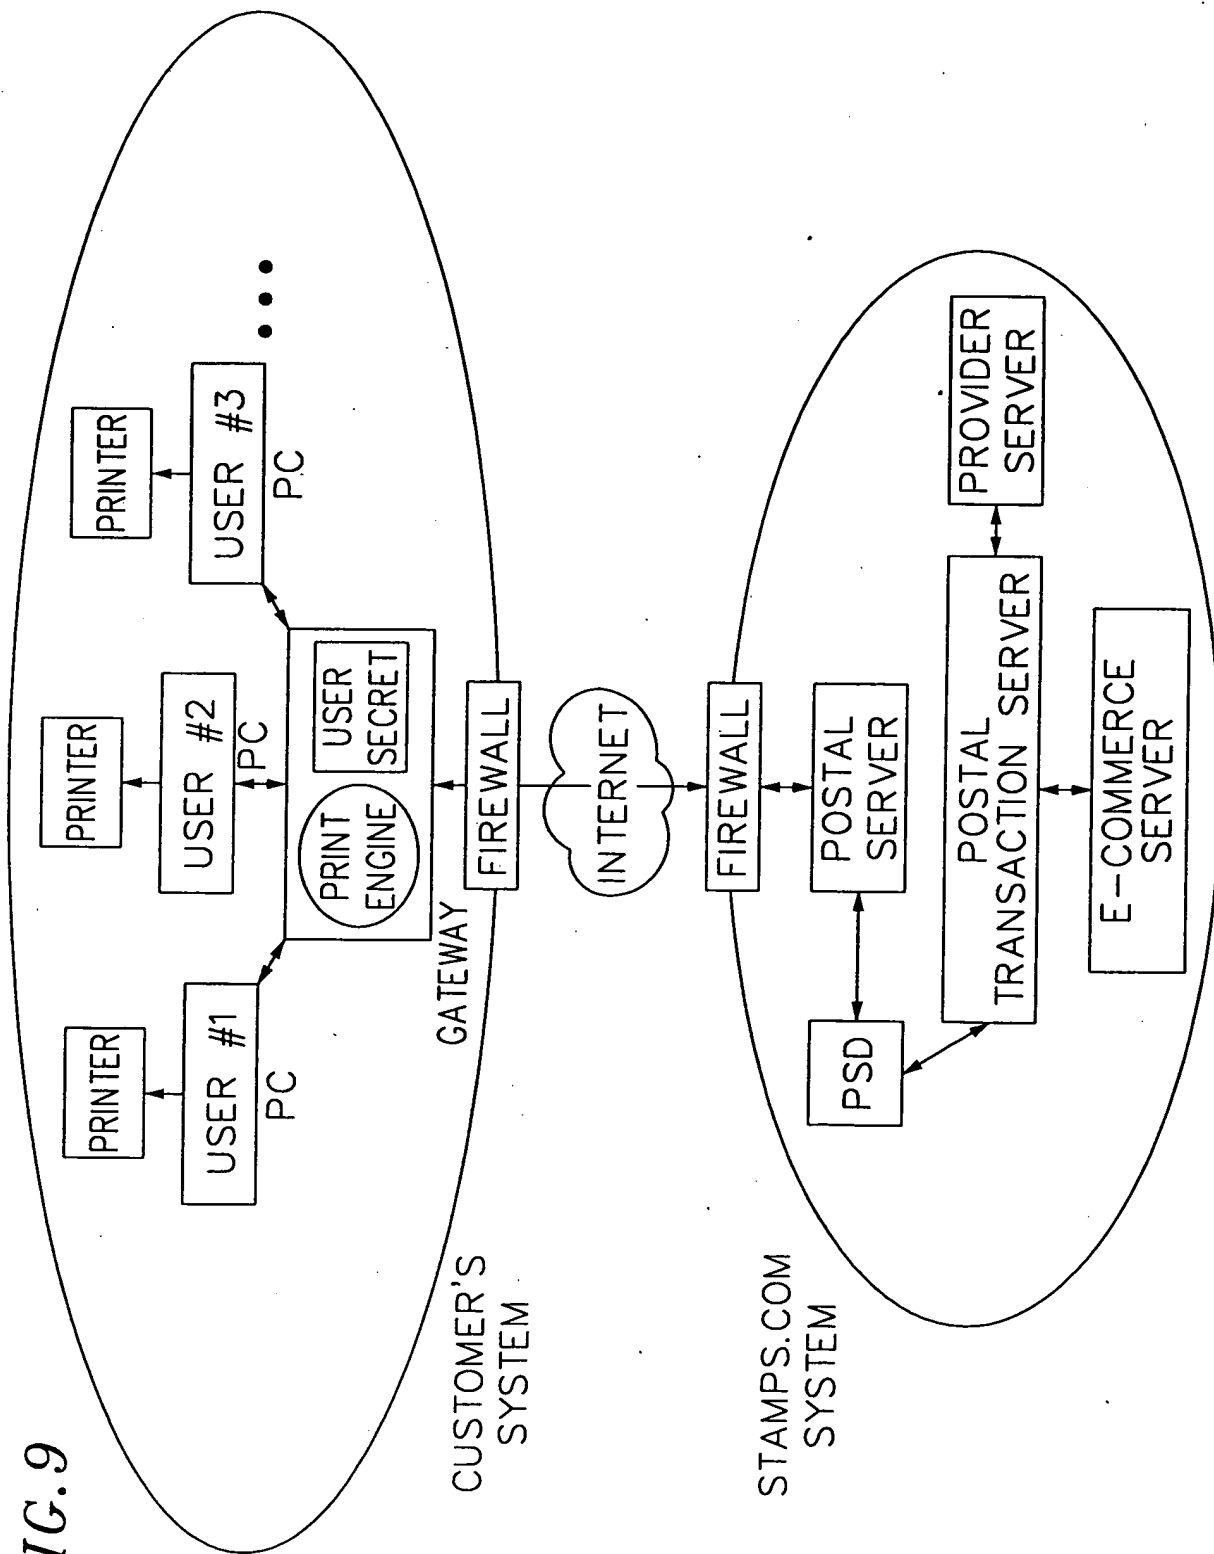 IG.9
CUSTOMER'S
SYSTEM
PRINTER
USER #1
PC
PRINTER
USER #2
PC
PRINTER
USER #3
PC
GATEWAY
PRINT
ENGINE
USER
SECRET
FIREWALL
INTERNET
STAMPS.COM
SYSTEM
FIREWALL
POSTAL
SERVER
PSD
POSTAL
TRANSACTION SERVER
PROVIDER
SERVER
E-COMMERCE
SERVER